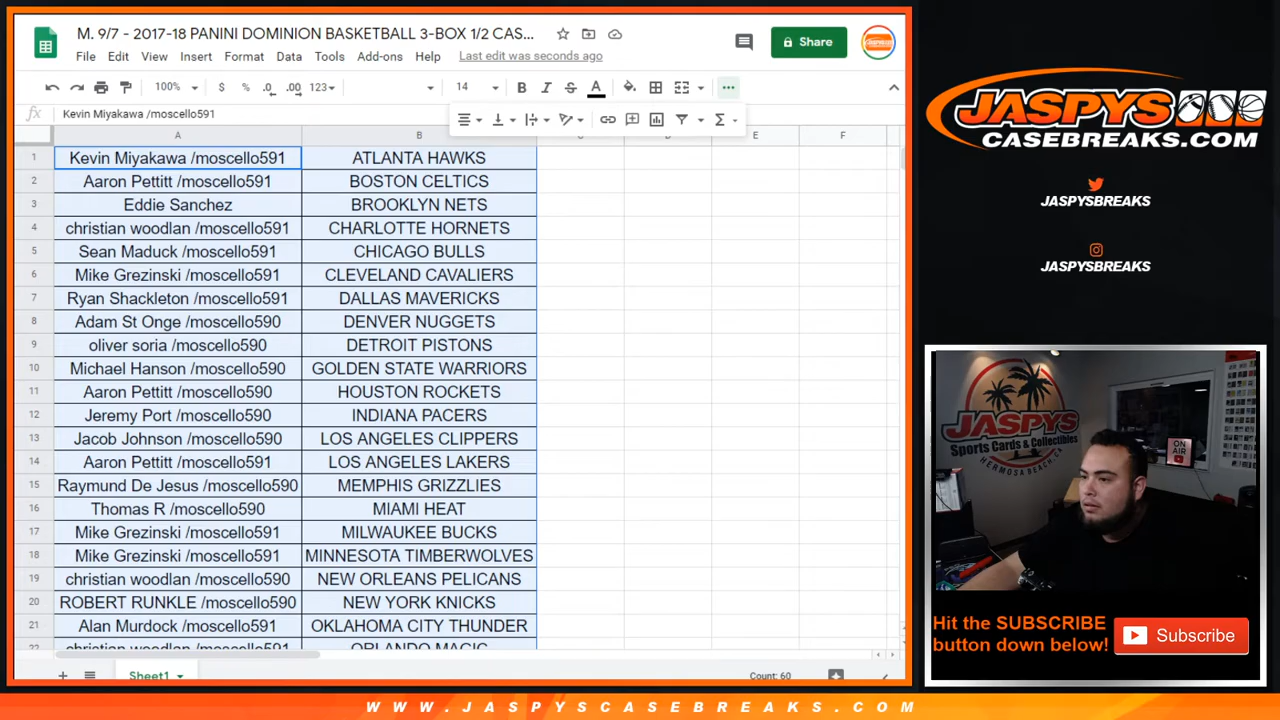 M. 9/7 - 2017-18 PANINI DOMINION BASKETBALL 3-BOX 1/2 CAS...
File Edit View Insert Format Data Tools Add-ons Help Last edit was seconds ago
Share
100% $ % .0 .00 123 14 B I S A
fx Kevin Miyakawa /moscello591
A B E F
1 Kevin Miyakawa /moscello591 ATLANTA HAWKS
2 Aaron Pettitt /moscello591 BOSTON CELTICS
3 Eddie Sanchez BROOKLYN NETS
4 christian woodlan /moscello591 CHARLOTTE HORNETS
5 Sean Maduck /moscello591 CHICAGO BULLS
6 Mike Grezinski /moscello591 CLEVELAND CAVALIERS
7 Ryan Shackleton /moscello591 DALLAS MAVERICKS
8 Adam St Onge /moscello590 DENVER NUGGETS
9 oliver soria /moscello590 DETROIT PISTONS
10 Michael Hanson /moscello590 GOLDEN STATE WARRIORS
11 Aaron Pettitt /moscello590 HOUSTON ROCKETS
12 Jeremy Port /moscello590 INDIANA PACERS
13 Jacob Johnson /moscello590 LOS ANGELES CLIPPERS
14 Aaron Pettitt /moscello591 LOS ANGELES LAKERS
15 Raymund De Jesus /moscello590 MEMPHIS GRIZZLIES
16 Thomas R /moscello590 MIAMI HEAT
17 Mike Grezinski /moscello591 MILWAUKEE BUCKS
18 Mike Grezinski /moscello591 MINNESOTA TIMBERWOLVES
19 christian woodlan /moscello590 NEW ORLEANS PELICANS
20 ROBERT RUNKLE /moscello590 NEW YORK KNICKS
21 Alan Murdock /moscello591 OKLAHOMA CITY THUNDER
22 christian woodlan /moscello591 ORLANDO MAGIC
Sheet1
Count: 60
JASPYS
CASEBREAKS.COM
JASPYSBREAKS
JASPYSBREAKS
JASPYS
Sports Cards & Collectibles
HERMOSA BEACH, CA
ON
AIR
Hit the SUBSCRIBE
button down below!
Subscribe
WWW.JASPYSCASEBREAKS.COM